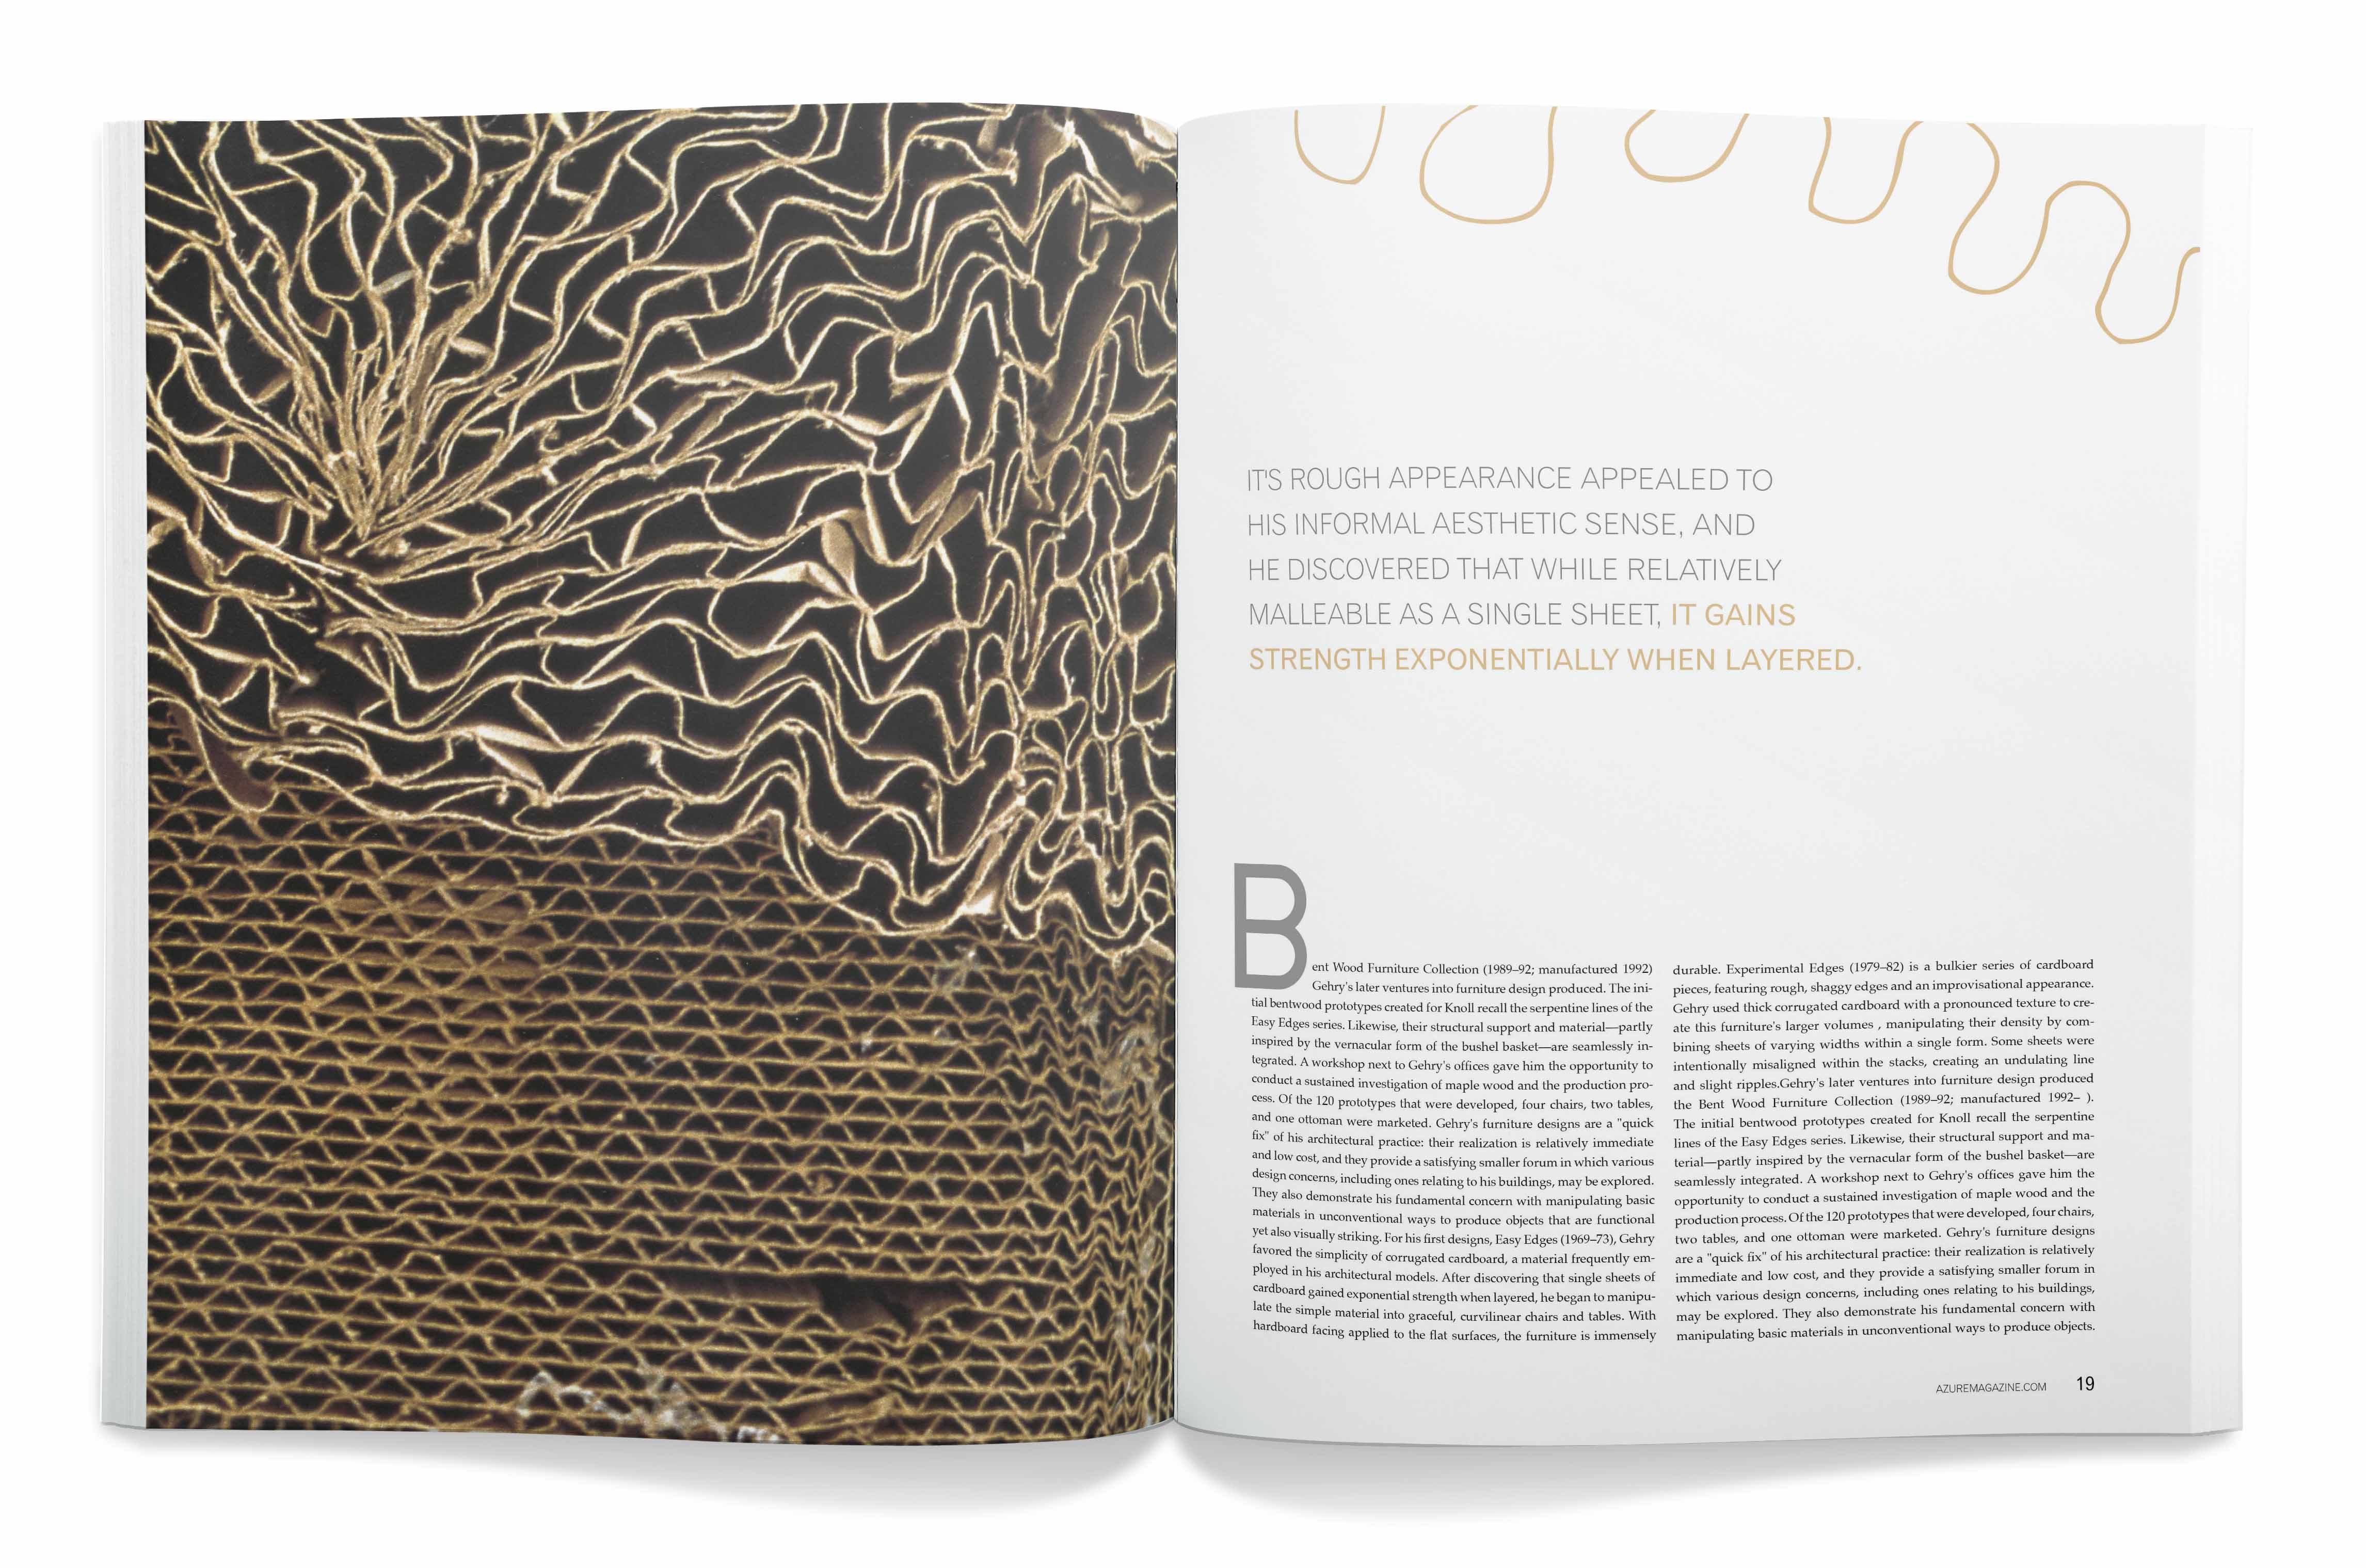 IT'S ROUGH APPEARANCE APPEALED TO
HIS INFORMAL AESTHETIC SENSE, AND
HE DISCOVERED THAT WHILE RELATIVELY
MALLEABLE AS A SINGLE SHEET, IT GAINS
STRENGTH EXPONENTIALLY WHEN LAYERED.
Bent Wood Furniture Collection (1989–92; manufactured 1992)
Gehry's later ventures into furniture design produced. The ini-
tial bentwood prototypes created for Knoll recall the serpentine lines of the
Easy Edges series. Likewise, their structural support and material—partly
inspired by the vernacular form of the bushel basket—are seamlessly in-
tegrated. A workshop next to Gehry's offices gave him the opportunity to
conduct a sustained investigation of maple wood and the production pro-
cess. Of the 120 prototypes that were developed, four chairs, two tables,
and one ottoman were marketed. Gehry's furniture designs are a "quick
fix" of his architectural practice: their realization is relatively immediate
and low cost, and they provide a satisfying smaller forum in which various
design concerns, including ones relating to his buildings, may be explored.
They also demonstrate his fundamental concern with manipulating basic
materials in unconventional ways to produce objects that are functional
yet also visually striking. For his first designs, Easy Edges (1969–73), Gehry
favored the simplicity of corrugated cardboard, a material frequently em-
ployed in his architectural models. After discovering that single sheets of
cardboard gained exponential strength when layered, he began to manipu-
late the simple material into graceful, curvilinear chairs and tables. With
hardboard facing applied to the flat surfaces, the furniture is immensely
durable. Experimental Edges (1979–82) is a bulkier series of cardboard
pieces, featuring rough, shaggy edges and an improvisational appearance.
Gehry used thick corrugated cardboard with a pronounced texture to cre-
ate this furniture's larger volumes , manipulating their density by com-
bining sheets of varying widths within a single form. Some sheets were
intentionally misaligned within the stacks, creating an undulating line
and slight ripples.Gehry's later ventures into furniture design produced
the Bent Wood Furniture Collection (1989–92; manufactured 1992– ).
The initial bentwood prototypes created for Knoll recall the serpentine
lines of the Easy Edges series. Likewise, their structural support and ma-
terial—partly inspired by the vernacular form of the bushel basket—are
seamlessly integrated. A workshop next to Gehry's offices gave him the
opportunity to conduct a sustained investigation of maple wood and the
production process. Of the 120 prototypes that were developed, four chairs,
two tables, and one ottoman were marketed. Gehry's furniture designs
are a "quick fix" of his architectural practice: their realization is relatively
immediate and low cost, and they provide a satisfying smaller forum in
which various design concerns, including ones relating to his buildings,
may be explored. They also demonstrate his fundamental concern with
manipulating basic materials in unconventional ways to produce objects.
AZUREMAGAZINE.COM 19